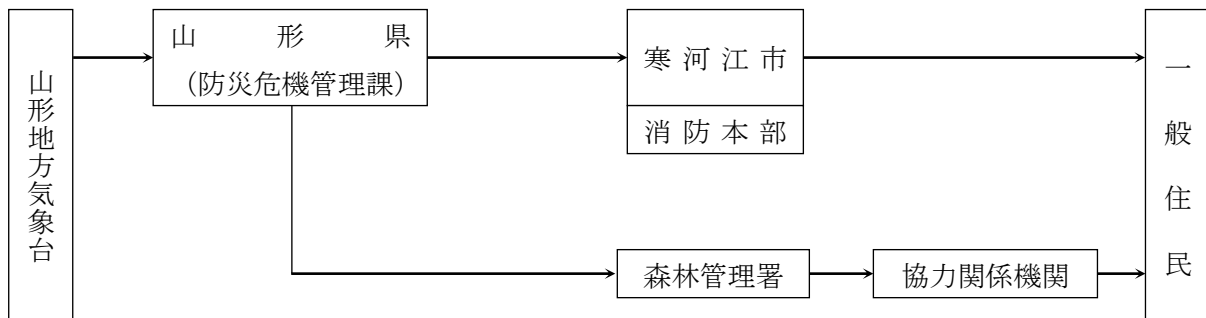 山形地方気象台
山形県
（防災危機管理課）
寒河江市
消防本部
森林管理署
協力関係機関
一般住民